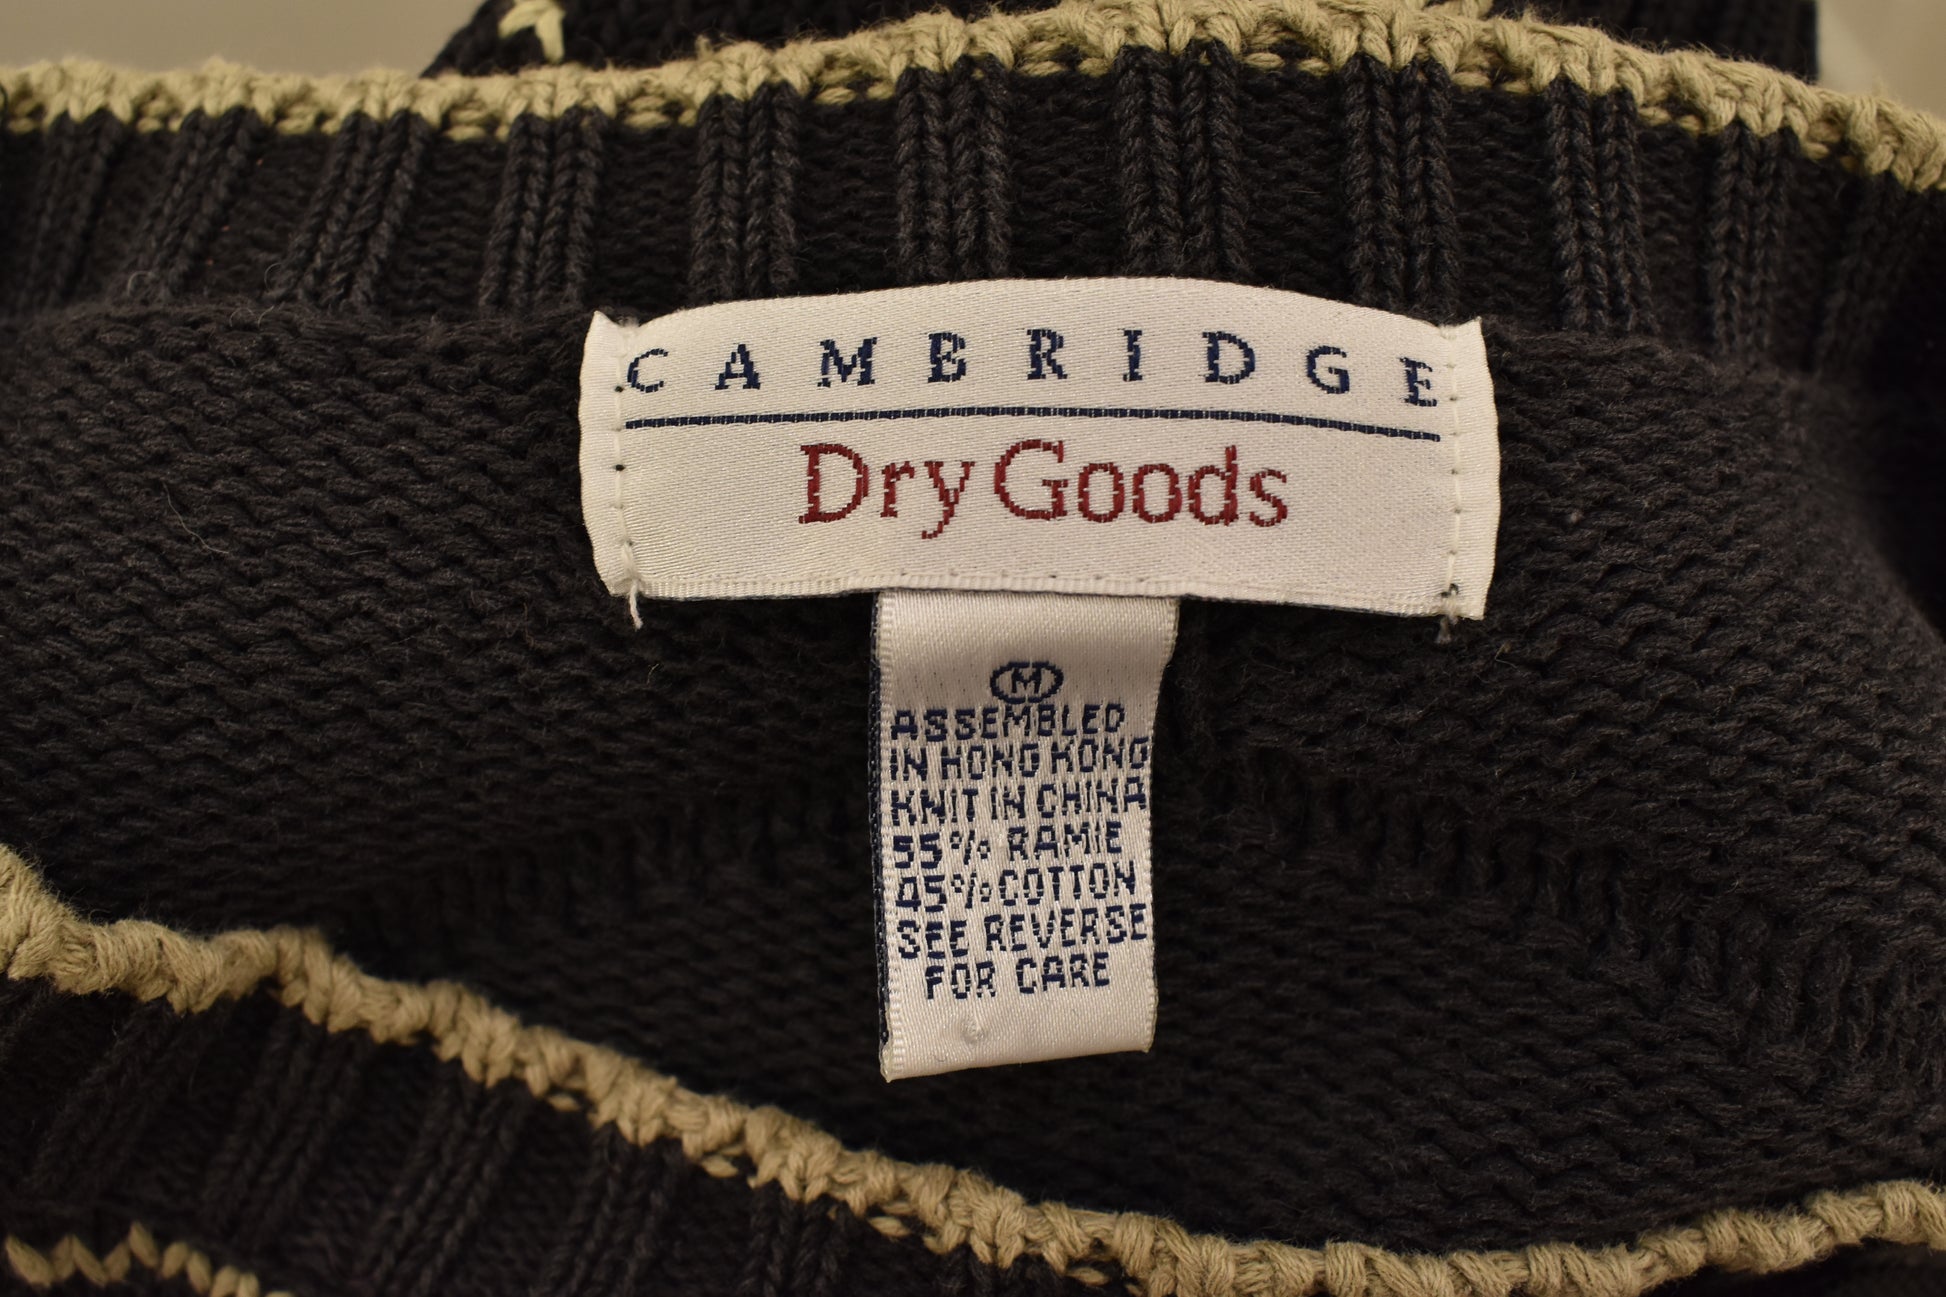 CAMBRIDGE
Dry Goods
M
ASSEMBLED
IN HONG KONG
KNIT IN CHINA
55% RAMIE
45% COTTON
SEE REVERSE
FOR CARE